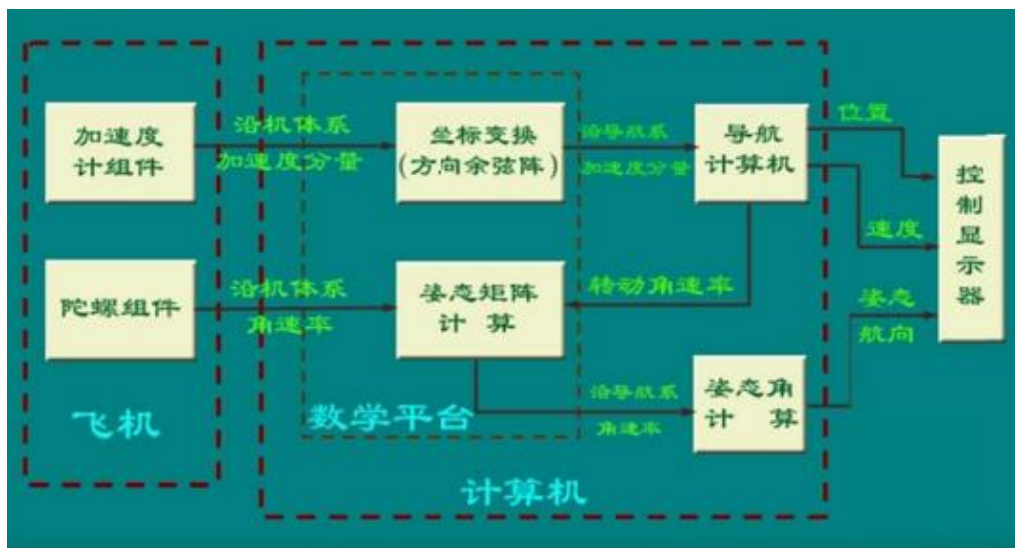 加速度
计组件
沿机体系
加速度分量
坐标变换
(方向余弦阵)
沿导航系
加速度分量
导航
计算机
位置
速度
控制显示器
陀螺组件
沿机体系
角速率
姿态矩阵
计 算
转动角速率
姿态
航向
沿导航系
角速率
姿态角
计 算
飞机
数学平台
计算机